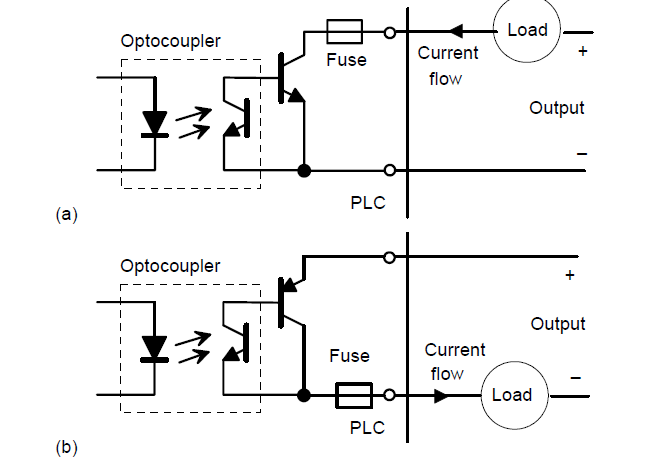 Optocoupler
Fuse
Current
flow
Load
+
Output
−
PLC
(a)
Optocoupler
+
Output
Fuse
Current
flow
Load
−
PLC
(b)